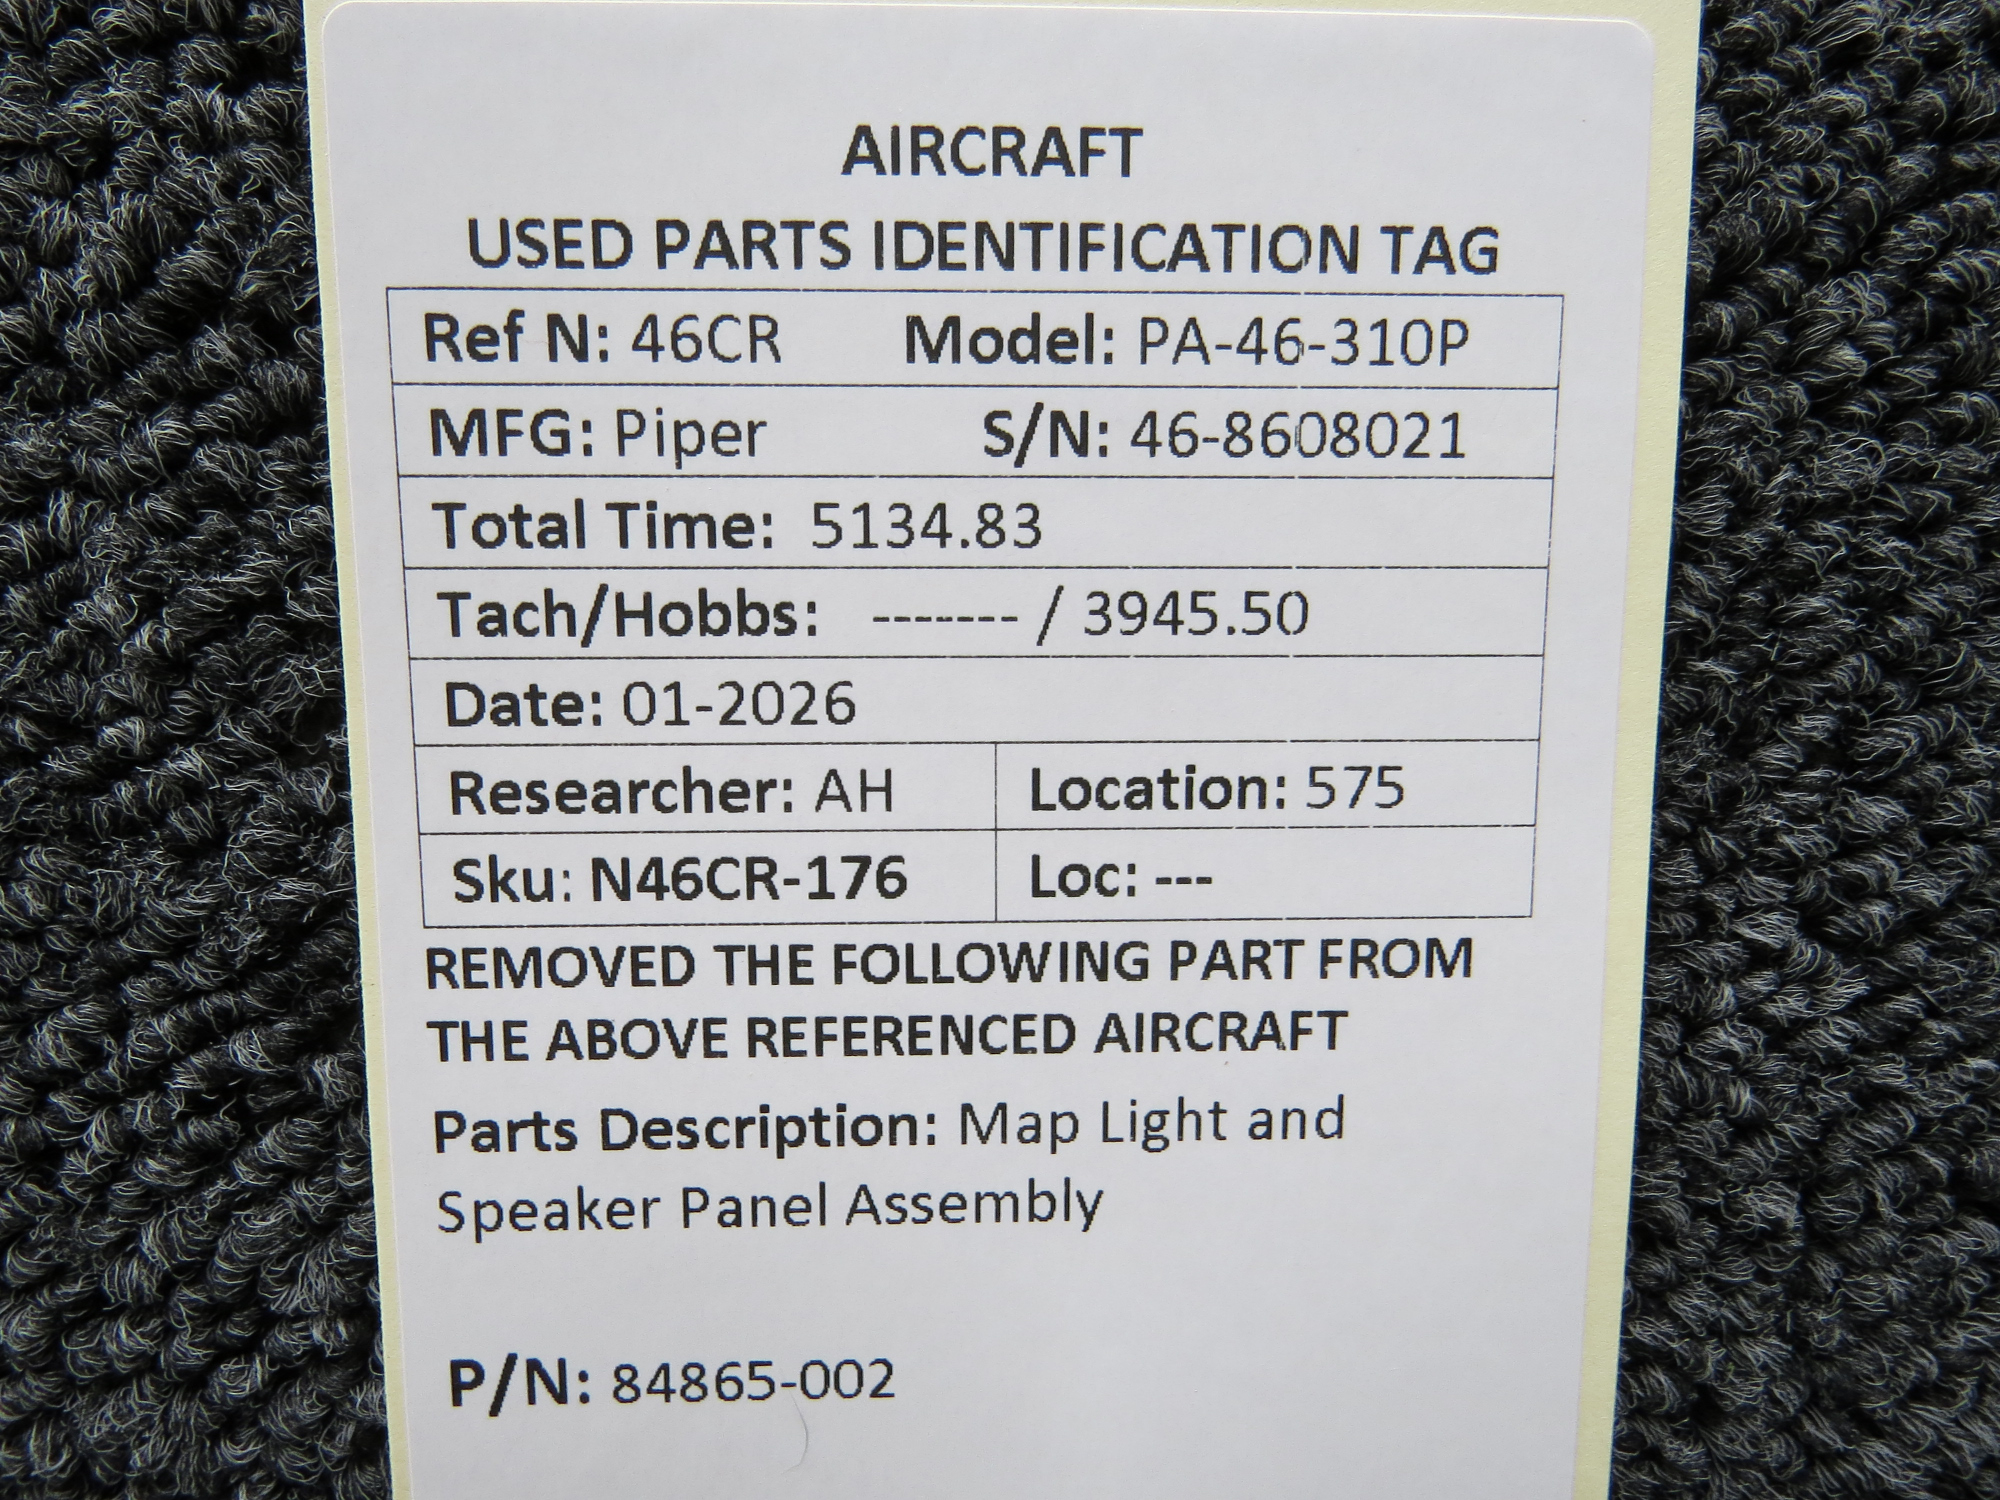 AIRCRAFT
USED PARTS IDENTIFICATION TAG
Ref N: 46CR Model: PA-46-310P
MFG: Piper S/N: 46-8608021
Total Time: 5134.83
Tach/Hobbs: ------- / 3945.50
Date: 01-2026
Researcher: AH Location: 575
Sku: N46CR-176 Loc: ---
REMOVED THE FOLLOWING PART FROM
THE ABOVE REFERENCED AIRCRAFT
Parts Description: Map Light and
Speaker Panel Assembly
P/N: 84865-002